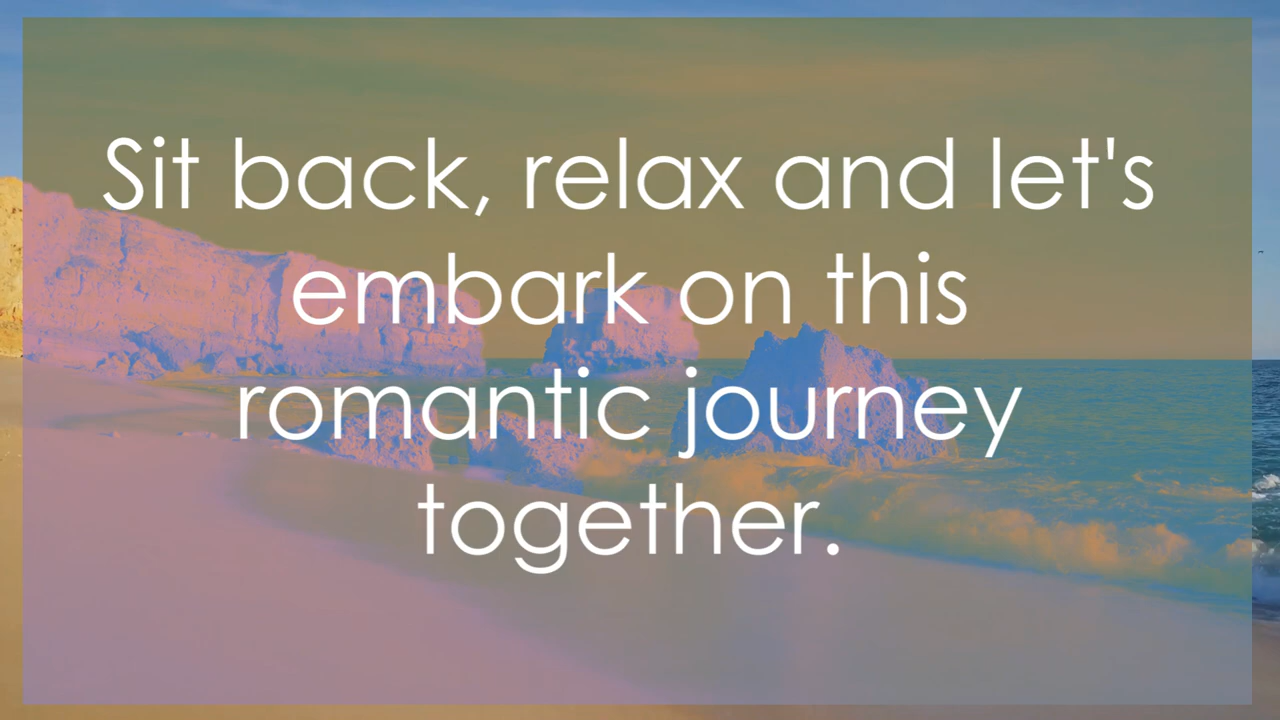 Sit back, relax and let's
embark on this
romantic journey
together.